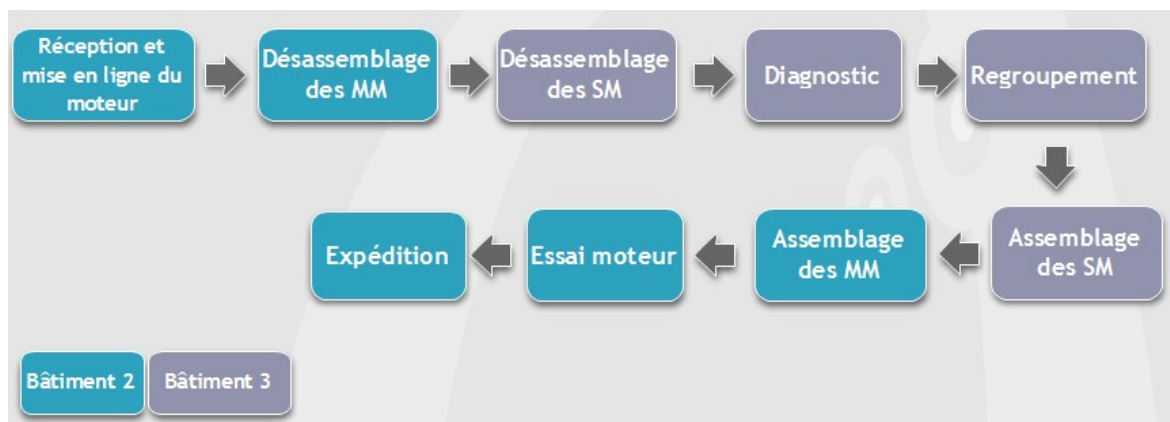 Réception et
mise en ligne du
moteur
Désassemblage
des MM
Désassemblage
des SM
Diagnostic
Regroupement
Assemblage
des SM
Assemblage
des MM
Essai moteur
Expédition
Bâtiment 2
Bâtiment 3